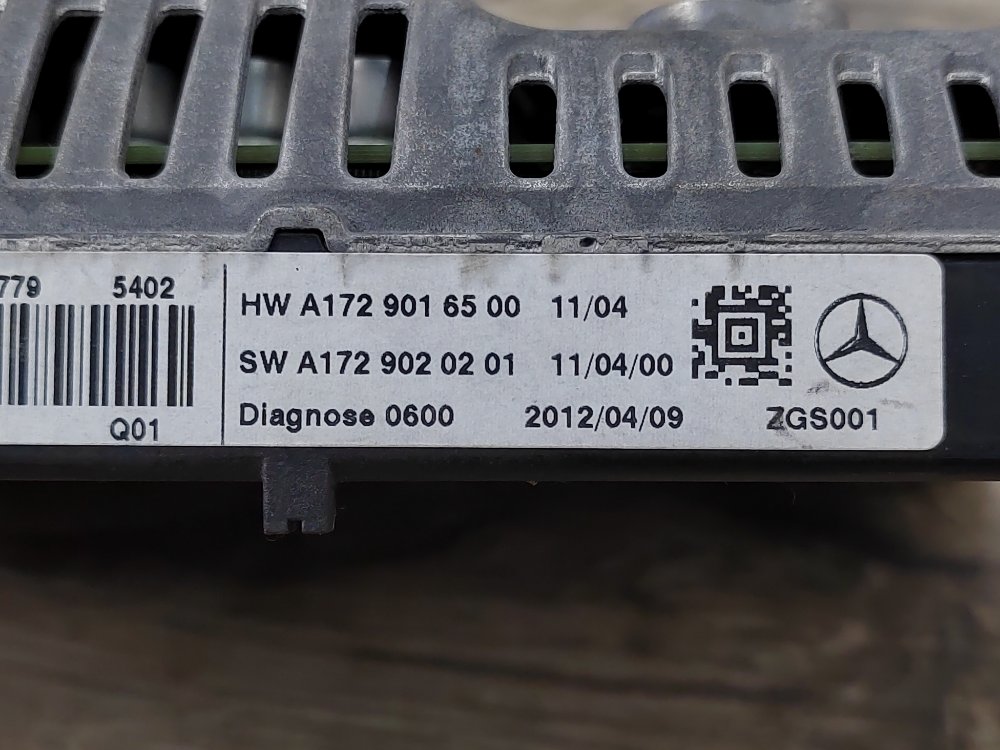 779 5402
Q01
HW A172 901 65 00 11/04
SW A172 902 02 01 11/04/00
Diagnose 0600 2012/04/09 ZGS001